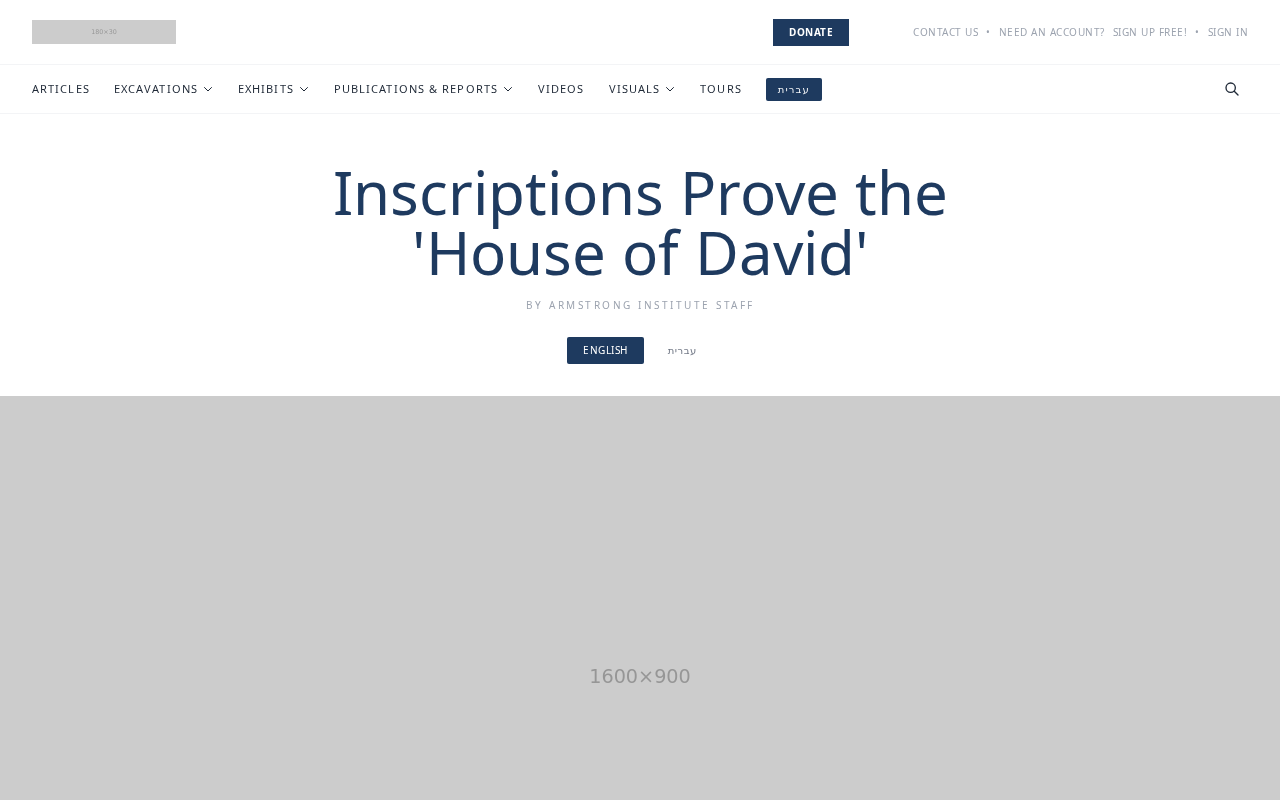 180×30
DONATE
CONTACT US • NEED AN ACCOUNT? SIGN UP FREE! • SIGN IN
ARTICLES EXCAVATIONS EXHIBITS PUBLICATIONS & REPORTS VIDEOS VISUALS TOURS עברית
Inscriptions Prove the
'House of David'
BY ARMSTRONG INSTITUTE STAFF
ENGLISH עברית
1600×900